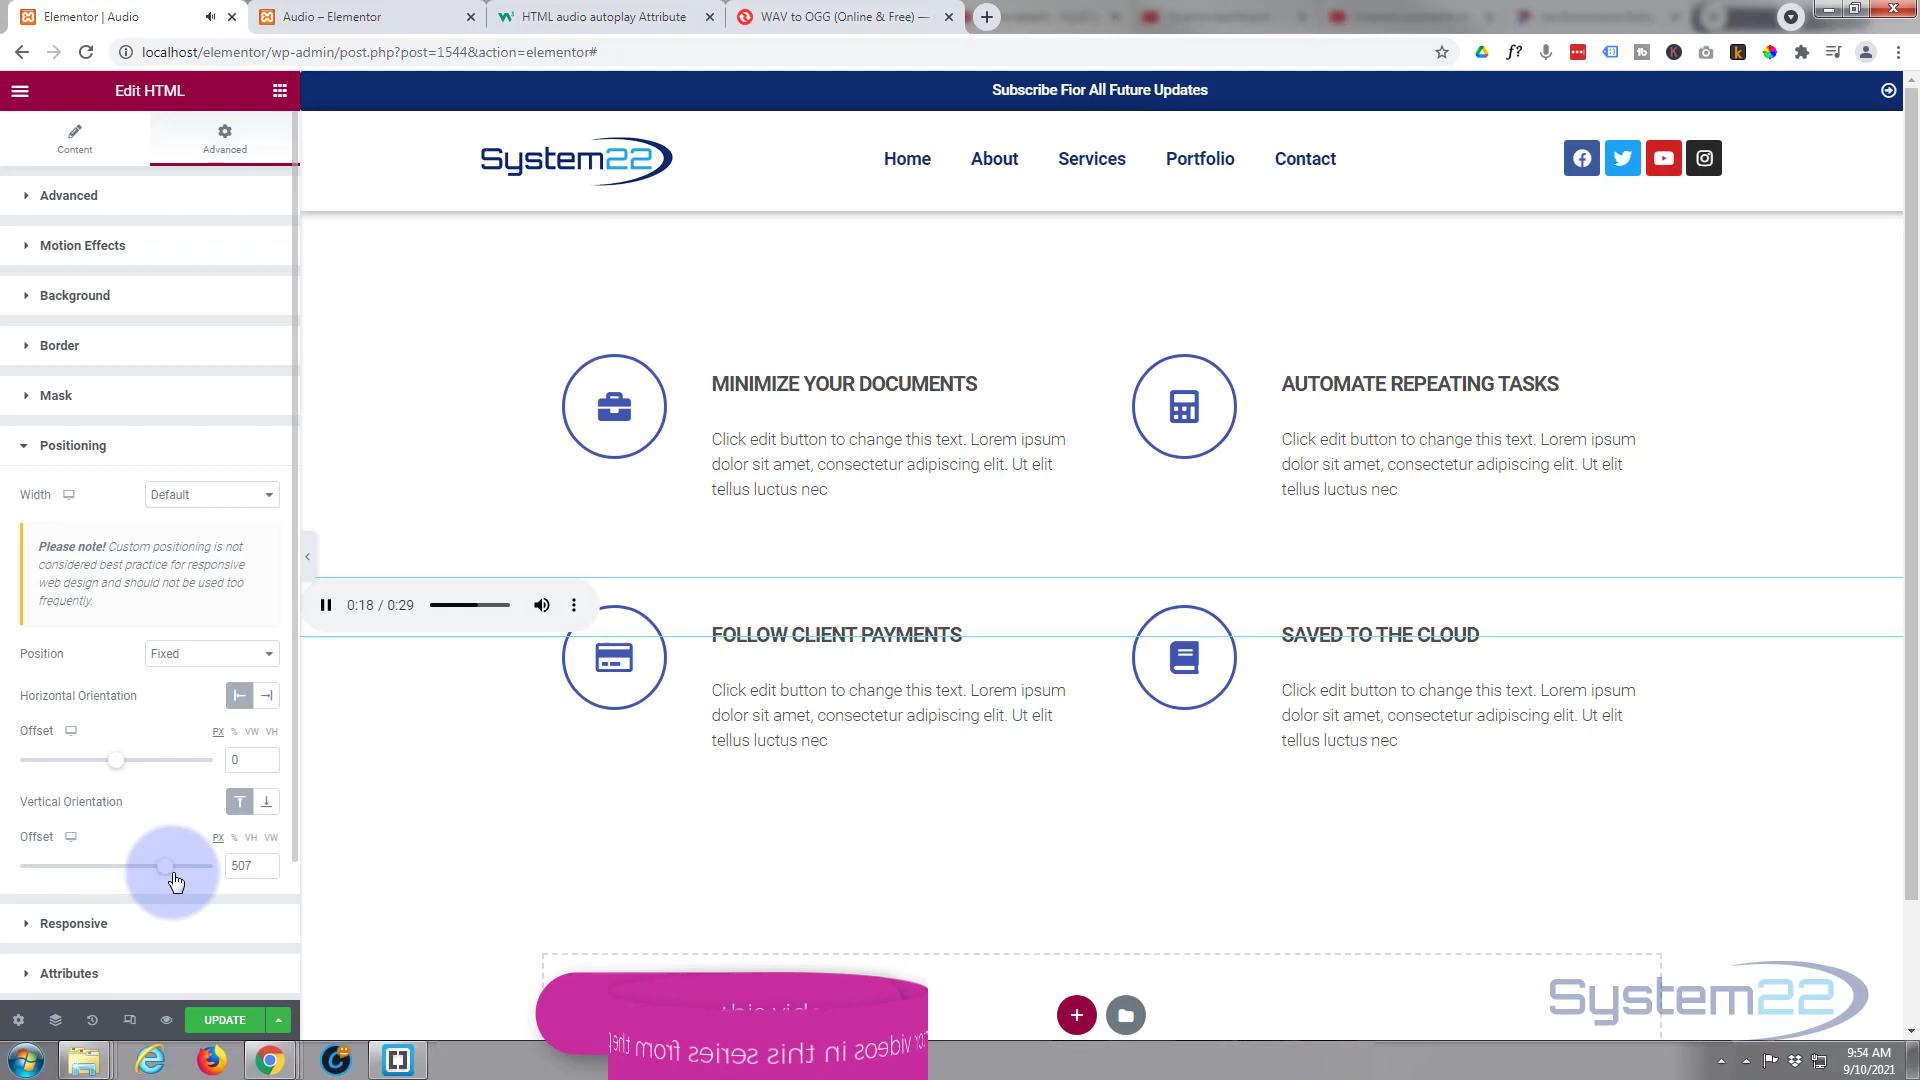 Elementor | Audio
Audio – Elementor
HTML audio autoplay Attribute
WAV to OGG (Online & Free) —
localhost/elementor/wp-admin/post.php?post=1544&action=elementor#
Edit HTML
Content
Advanced
Advanced
Motion Effects
Background
Border
Mask
Positioning
Width
Default
Please note! Custom positioning is not
considered best practice for responsive
web design and should not be used too
frequently.
Position
Fixed
Horizontal Orientation
Offset
PX % VW VH
0
Vertical Orientation
Offset
PX % VH VW
507
Responsive
Attributes
UPDATE
Subscribe Fior All Future Updates
System22
Home
About
Services
Portfolio
Contact
MINIMIZE YOUR DOCUMENTS
Click edit button to change this text. Lorem ipsum
dolor sit amet, consectetur adipiscing elit. Ut elit
tellus luctus nec
AUTOMATE REPEATING TASKS
Click edit button to change this text. Lorem ipsum
dolor sit amet, consectetur adipiscing elit. Ut elit
tellus luctus nec
0:18 / 0:29
FOLLOW CLIENT PAYMENTS
Click edit button to change this text. Lorem ipsum
dolor sit amet, consectetur adipiscing elit. Ut elit
tellus luctus nec
SAVED TO THE CLOUD
Click edit button to change this text. Lorem ipsum
dolor sit amet, consectetur adipiscing elit. Ut elit
tellus luctus nec
videos in this series from the
System22
9:54 AM
9/10/2021